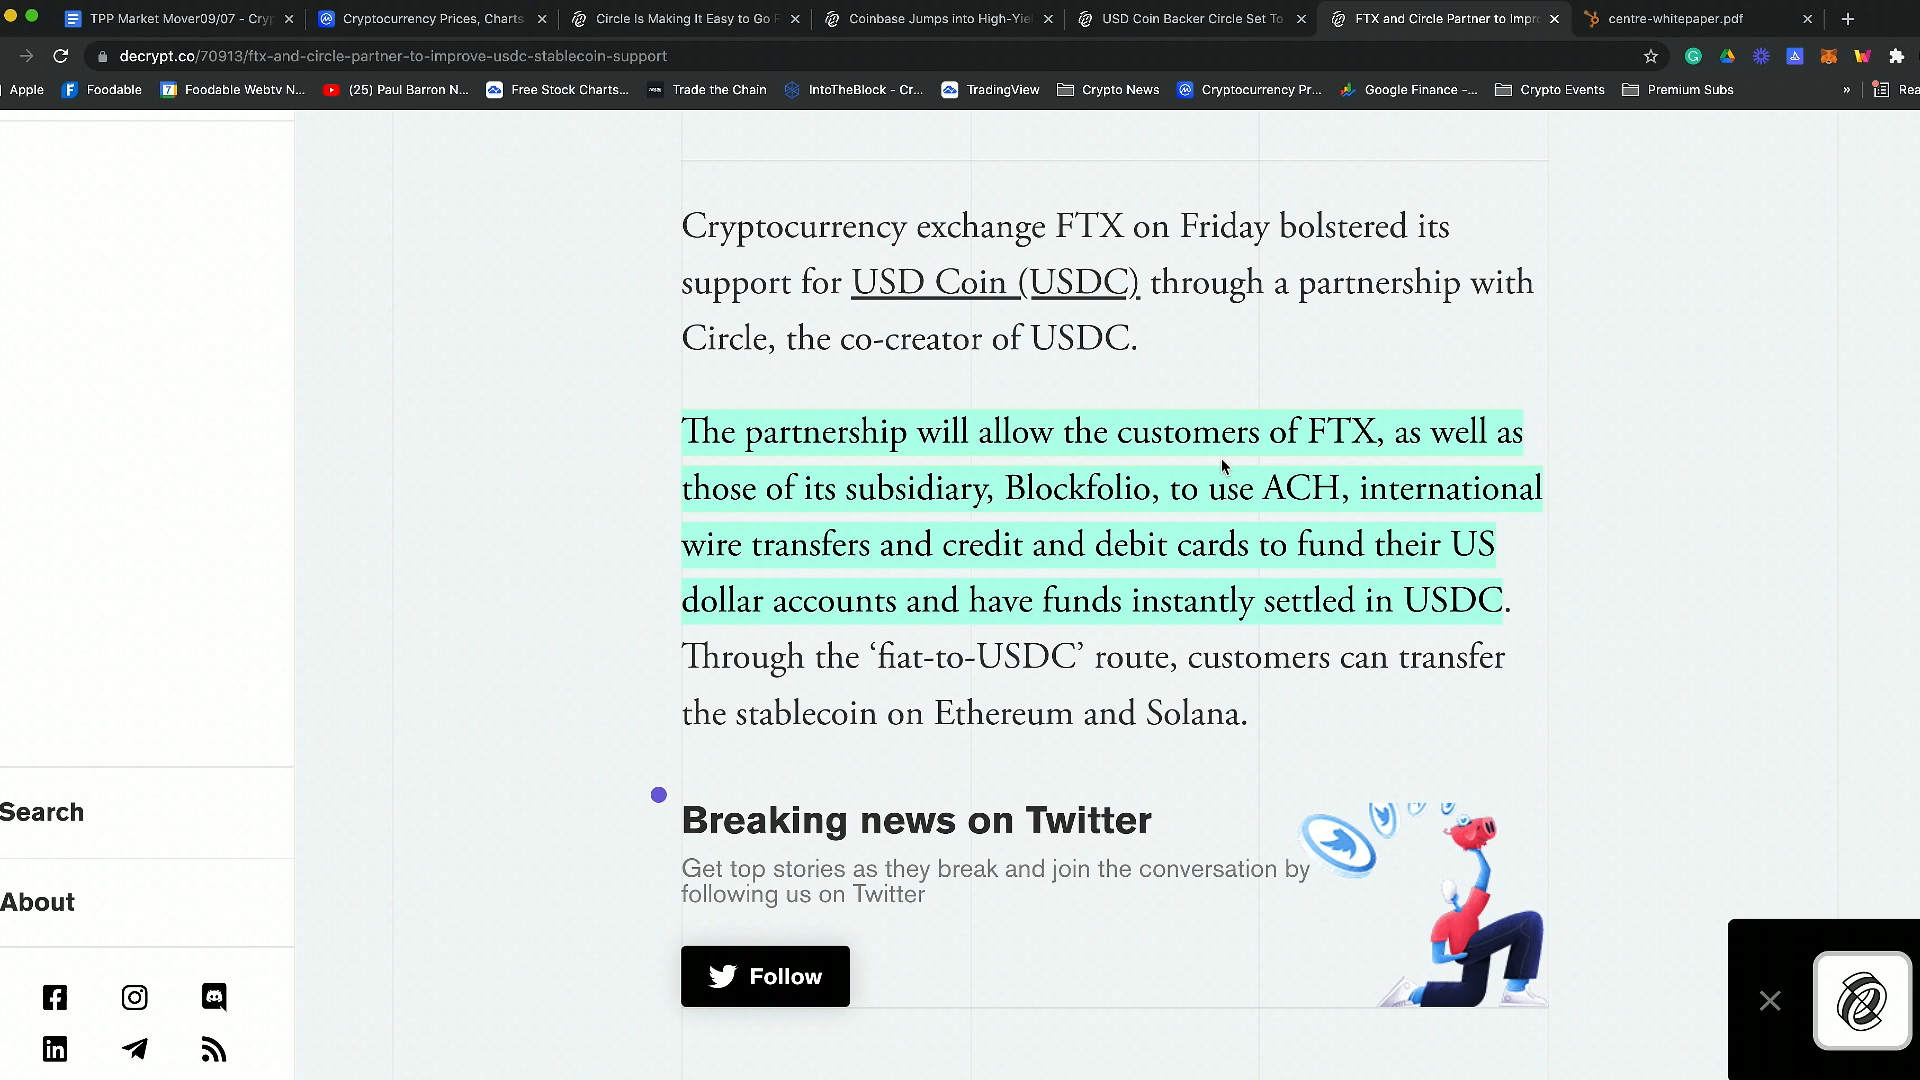 TPP Market Mover09/07 - Cryp
Cryptocurrency Prices, Charts
Circle Is Making It Easy to Go F
Coinbase Jumps into High-Yie
USD Coin Backer Circle Set To
FTX and Circle Partner to Impr
centre-whitepaper.pdf
decrypt.co/70913/ftx-and-circle-partner-to-improve-usdc-stablecoin-support
Apple
Foodable
Foodable Webtv N...
(25) Paul Barron N...
Free Stock Charts...
Trade the Chain
IntoTheBlock - Cr...
TradingView
Crypto News
Cryptocurrency Pr...
Google Finance -...
Crypto Events
Premium Subs
»
Rea
Cryptocurrency exchange FTX on Friday bolstered its
support for USD Coin (USDC) through a partnership with
Circle, the co-creator of USDC.
The partnership will allow the customers of FTX, as well as
those of its subsidiary, Blockfolio, to use ACH, international
wire transfers and credit and debit cards to fund their US
dollar accounts and have funds instantly settled in USDC.
Through the ‘fiat-to-USDC’ route, customers can transfer
the stablecoin on Ethereum and Solana.
Search
About
Breaking news on Twitter
Get top stories as they break and join the conversation by
following us on Twitter
Follow